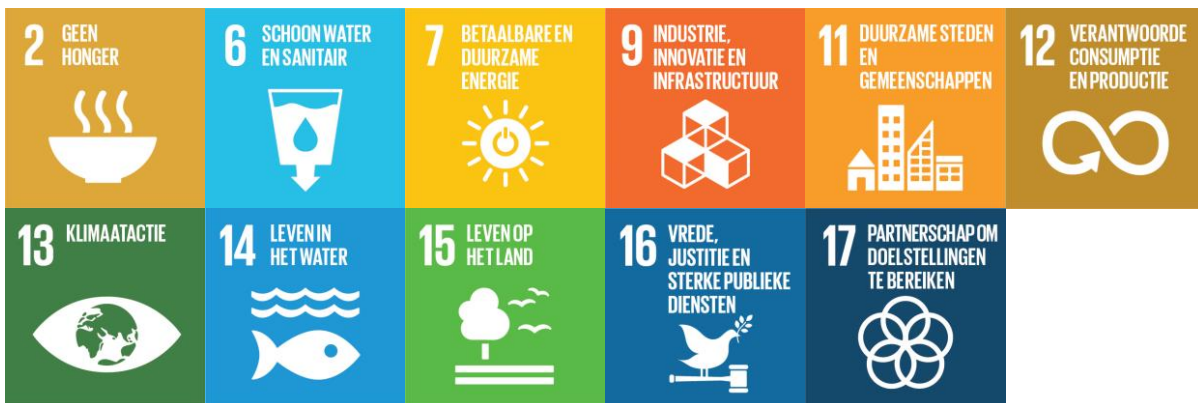 2 GEEN
HONGER
6 SCHOON WATER
EN SANITAIR
7 BETAALBARE EN
DUURZAME
ENERGIE
9 INDUSTRIE,
INNOVATIE EN
INFRASTRUCTUUR
11 DUURZAME STEDEN
EN
GEMEENSCHAPPEN
12 VERANTWOORDE
CONSUMPTIE
EN PRODUCTIE
13 KLIMAATACTIE
14 LEVEN IN
HET WATER
15 LEVEN OP
HET LAND
16 VREDE,
JUSTITIE EN
STERKE PUBLIEKE
DIENSTEN
17 PARTNERSCHAP OM
DOELSTELLINGEN
TE BEREIKEN